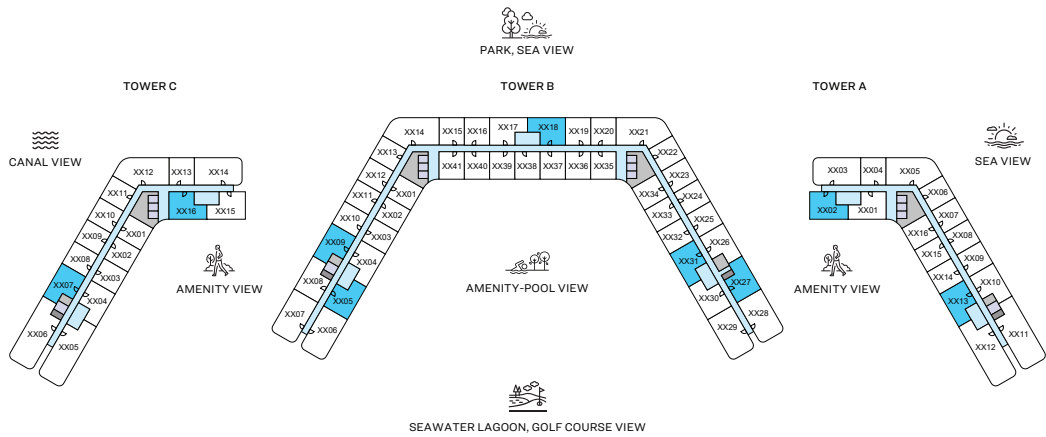 PARK, SEA VIEW
TOWER C
TOWER B
TOWER A
CANAL VIEW
SEA VIEW
XX12 XX13 XX14
XX11
XX10
XX09
XX08
XX07
XX06
XX16 XX15
XX01
XX02
XX03
XX04
XX05
AMENITY VIEW
XX14 XX15 XX16 XX17 XX18 XX19 XX20 XX21
XX41 XX40 XX39 XX38 XX37 XX36 XX35
XX13
XX12
XX10
XX09
XX08
XX07
XX01
XX02
XX03
XX04
XX05
XX06
XX22
XX23
XX24
XX25
XX26
XX27
XX28
XX34
XX33
XX32
XX31
XX30
XX29
AMENITY-POOL VIEW
XX03 XX04 XX05
XX02 XX01
XX06
XX07
XX08
XX09
XX10
XX11
XX16
XX15
XX14
XX13
XX12
AMENITY VIEW
SEAWATER LAGOON, GOLF COURSE VIEW